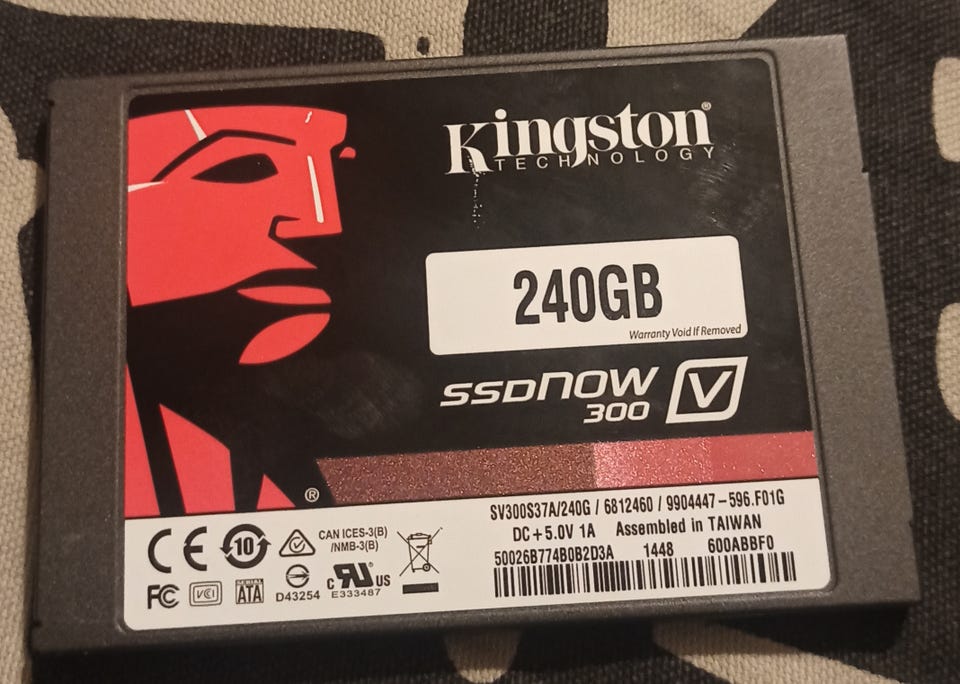 Kingston®
TECHNOLOGY
240GB
Warranty Void If Removed
SSDNOW V
300
®
SV300S37A/240G / 6812460 / 9904447-596.F01G
DC+5.0V 1A Assembled in TAIWAN
50026B774B0B2D3A 1448 600ABBF0
CE 10 CAN ICES-3(B)
/NMB-3(B)
FC VCI SERIAL ATA D43254 c RU US
E333487